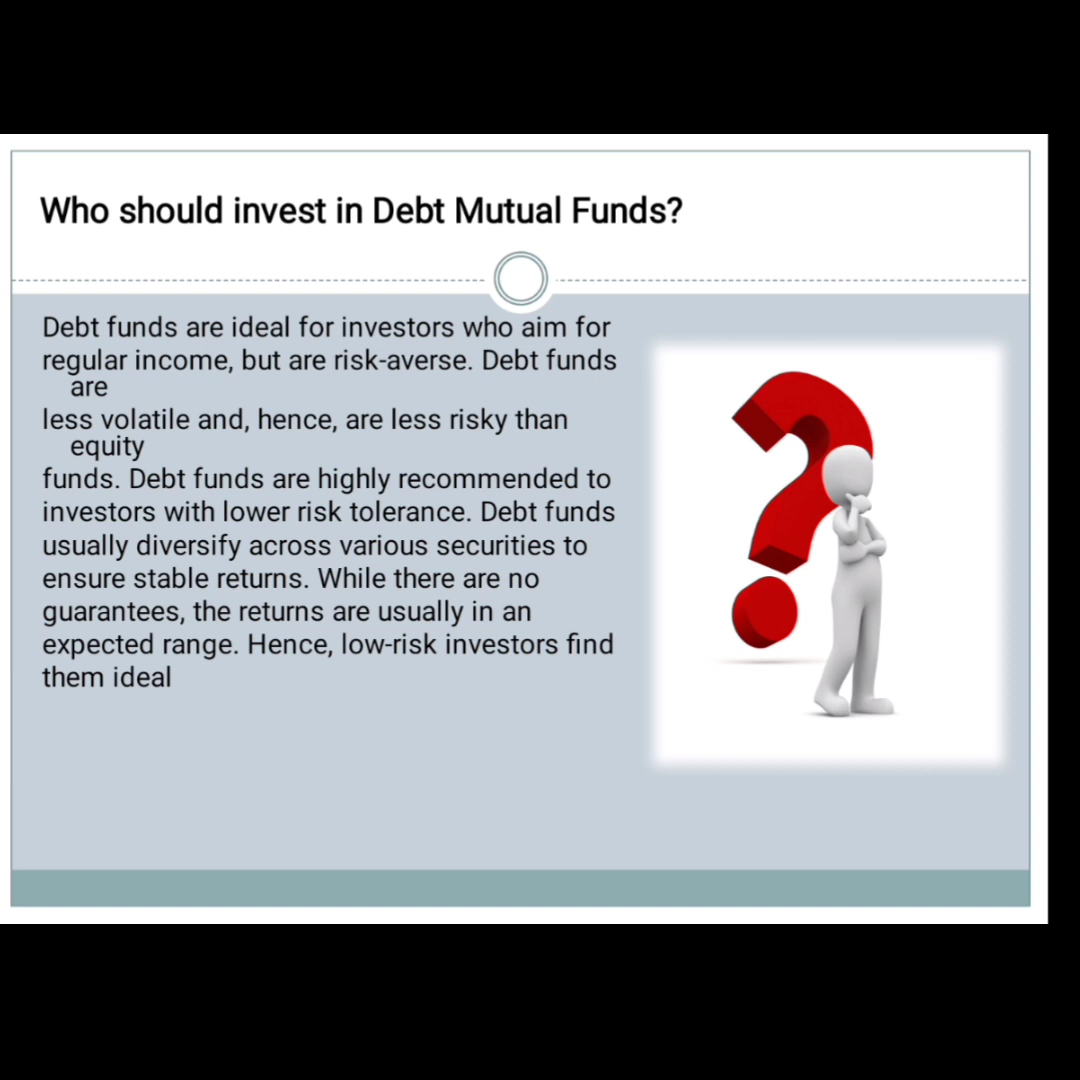 Who should invest in Debt Mutual Funds?
Debt funds are ideal for investors who aim for
regular income, but are risk-averse. Debt funds
are
less volatile and, hence, are less risky than
equity
funds. Debt funds are highly recommended to
investors with lower risk tolerance. Debt funds
usually diversify across various securities to
ensure stable returns. While there are no
guarantees, the returns are usually in an
expected range. Hence, low-risk investors find
them ideal